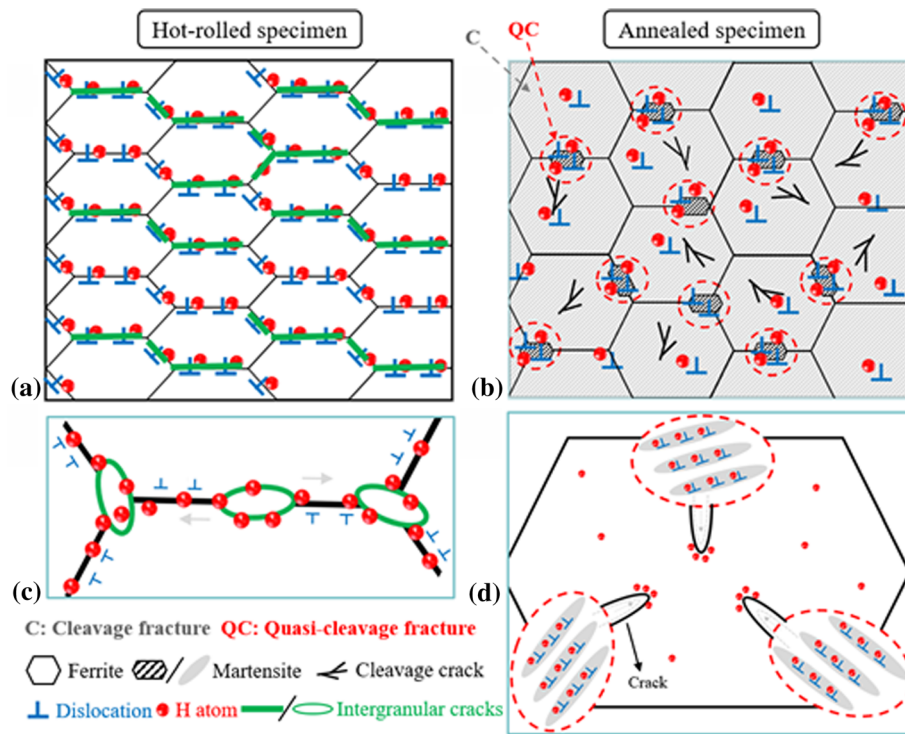 Hot-rolled specimen
Annealed specimen
C
QC
(a)
(b)
(c)
(d)
Crack
C: Cleavage fracture QC: Quasi-cleavage fracture
Ferrite / Martensite Cleavage crack
Dislocation H atom / Intergranular cracks